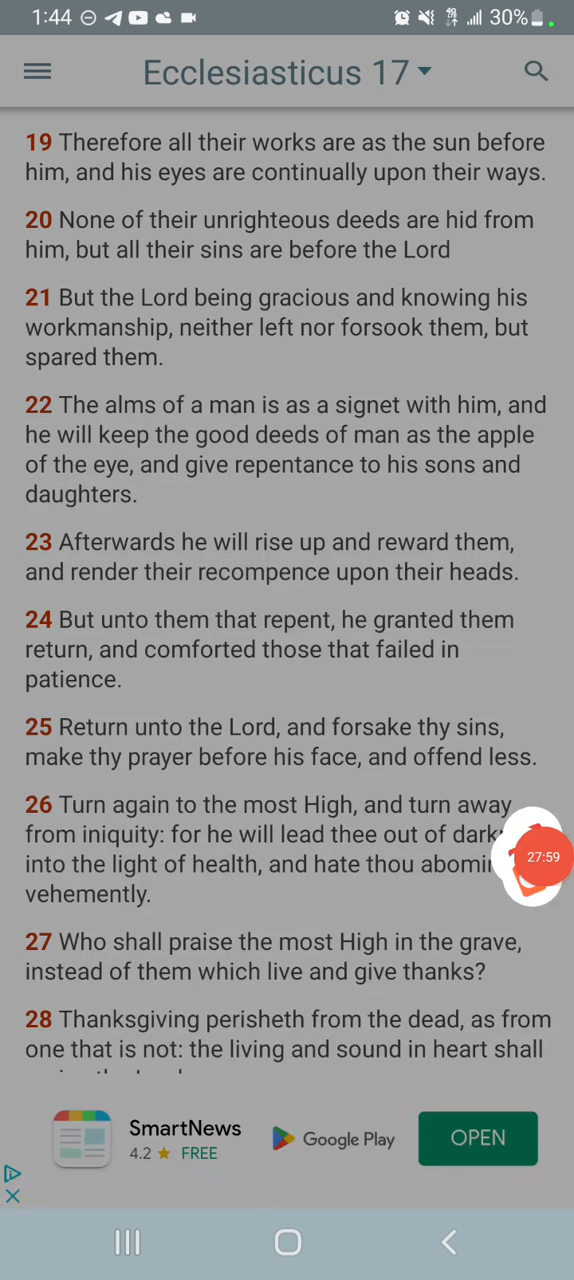 1:44 30%
Ecclesiasticus 17
19 Therefore all their works are as the sun before
him, and his eyes are continually upon their ways.
20 None of their unrighteous deeds are hid from
him, but all their sins are before the Lord
21 But the Lord being gracious and knowing his
workmanship, neither left nor forsook them, but
spared them.
22 The alms of a man is as a signet with him, and
he will keep the good deeds of man as the apple
of the eye, and give repentance to his sons and
daughters.
23 Afterwards he will rise up and reward them,
and render their recompence upon their heads.
24 But unto them that repent, he granted them
return, and comforted those that failed in
patience.
25 Return unto the Lord, and forsake thy sins,
make thy prayer before his face, and offend less.
26 Turn again to the most High, and turn away
from iniquity: for he will lead thee out of dark
into the light of health, and hate thou abomi
vehemently.
27:59
27 Who shall praise the most High in the grave,
instead of them which live and give thanks?
28 Thanksgiving perisheth from the dead, as from
one that is not: the living and sound in heart shall
SmartNews
4.2 ★ FREE
Google Play
OPEN